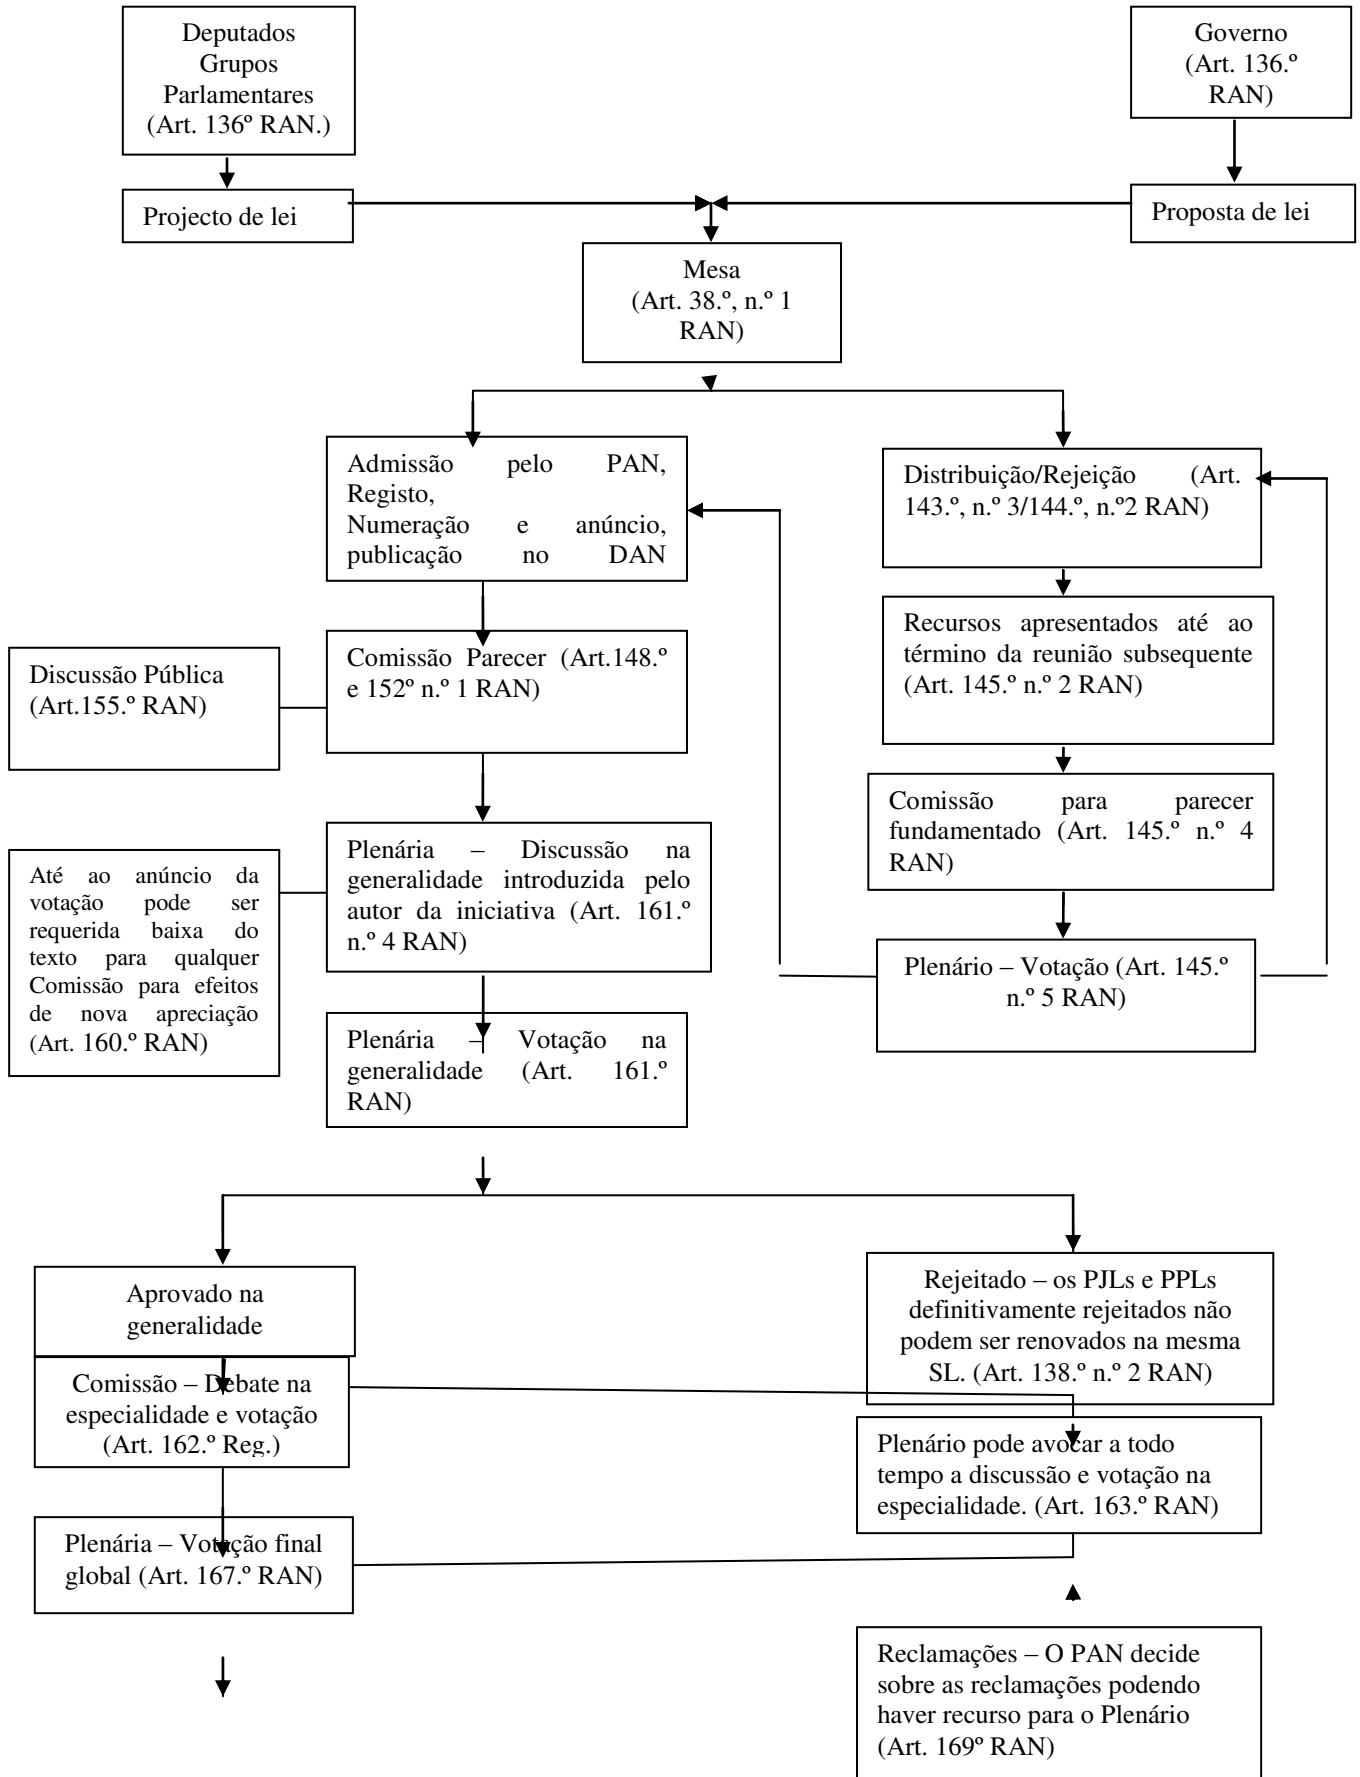 Deputados
Grupos
Parlamentares
(Art. 136º RAN.)
Governo
(Art. 136.º
RAN)
Projecto de lei
Proposta de lei
Mesa
(Art. 38.º, n.º 1
RAN)
Admissão pelo PAN,
Registo,
Numeração e anúncio,
publicação no DAN
Distribuição/Rejeição (Art.
143.º, n.º 3/144.º, n.º2 RAN)
Recursos apresentados até ao
término da reunião subsequente
(Art. 145.º n.º 2 RAN)
Discussão Pública
(Art.155.º RAN)
Comissão Parecer (Art.148.º
e 152º n.º 1 RAN)
Comissão para parecer
fundamentado (Art. 145.º n.º 4
RAN)
Até ao anúncio da
votação pode ser
requerida baixa do
texto para qualquer
Comissão para efeitos
de nova apreciação
(Art. 160.º RAN)
Plenária – Discussão na
generalidade introduzida pelo
autor da iniciativa (Art. 161.º
n.º 4 RAN)
Plenário – Votação (Art. 145.º
n.º 5 RAN)
Plenária – Votação na
generalidade (Art. 161.º
RAN)
Aprovado na
generalidade
Rejeitado – os PJLs e PPLs
definitivamente rejeitados não
podem ser renovados na mesma
SL. (Art. 138.º n.º 2 RAN)
Comissão – Debate na
especialidade e votação
(Art. 162.º Reg.)
Plenário pode avocar a todo
tempo a discussão e votação na
especialidade. (Art. 163.º RAN)
Plenária – Votação final
global (Art. 167.º RAN)
Reclamações – O PAN decide
sobre as reclamações podendo
haver recurso para o Plenário
(Art. 169º RAN)